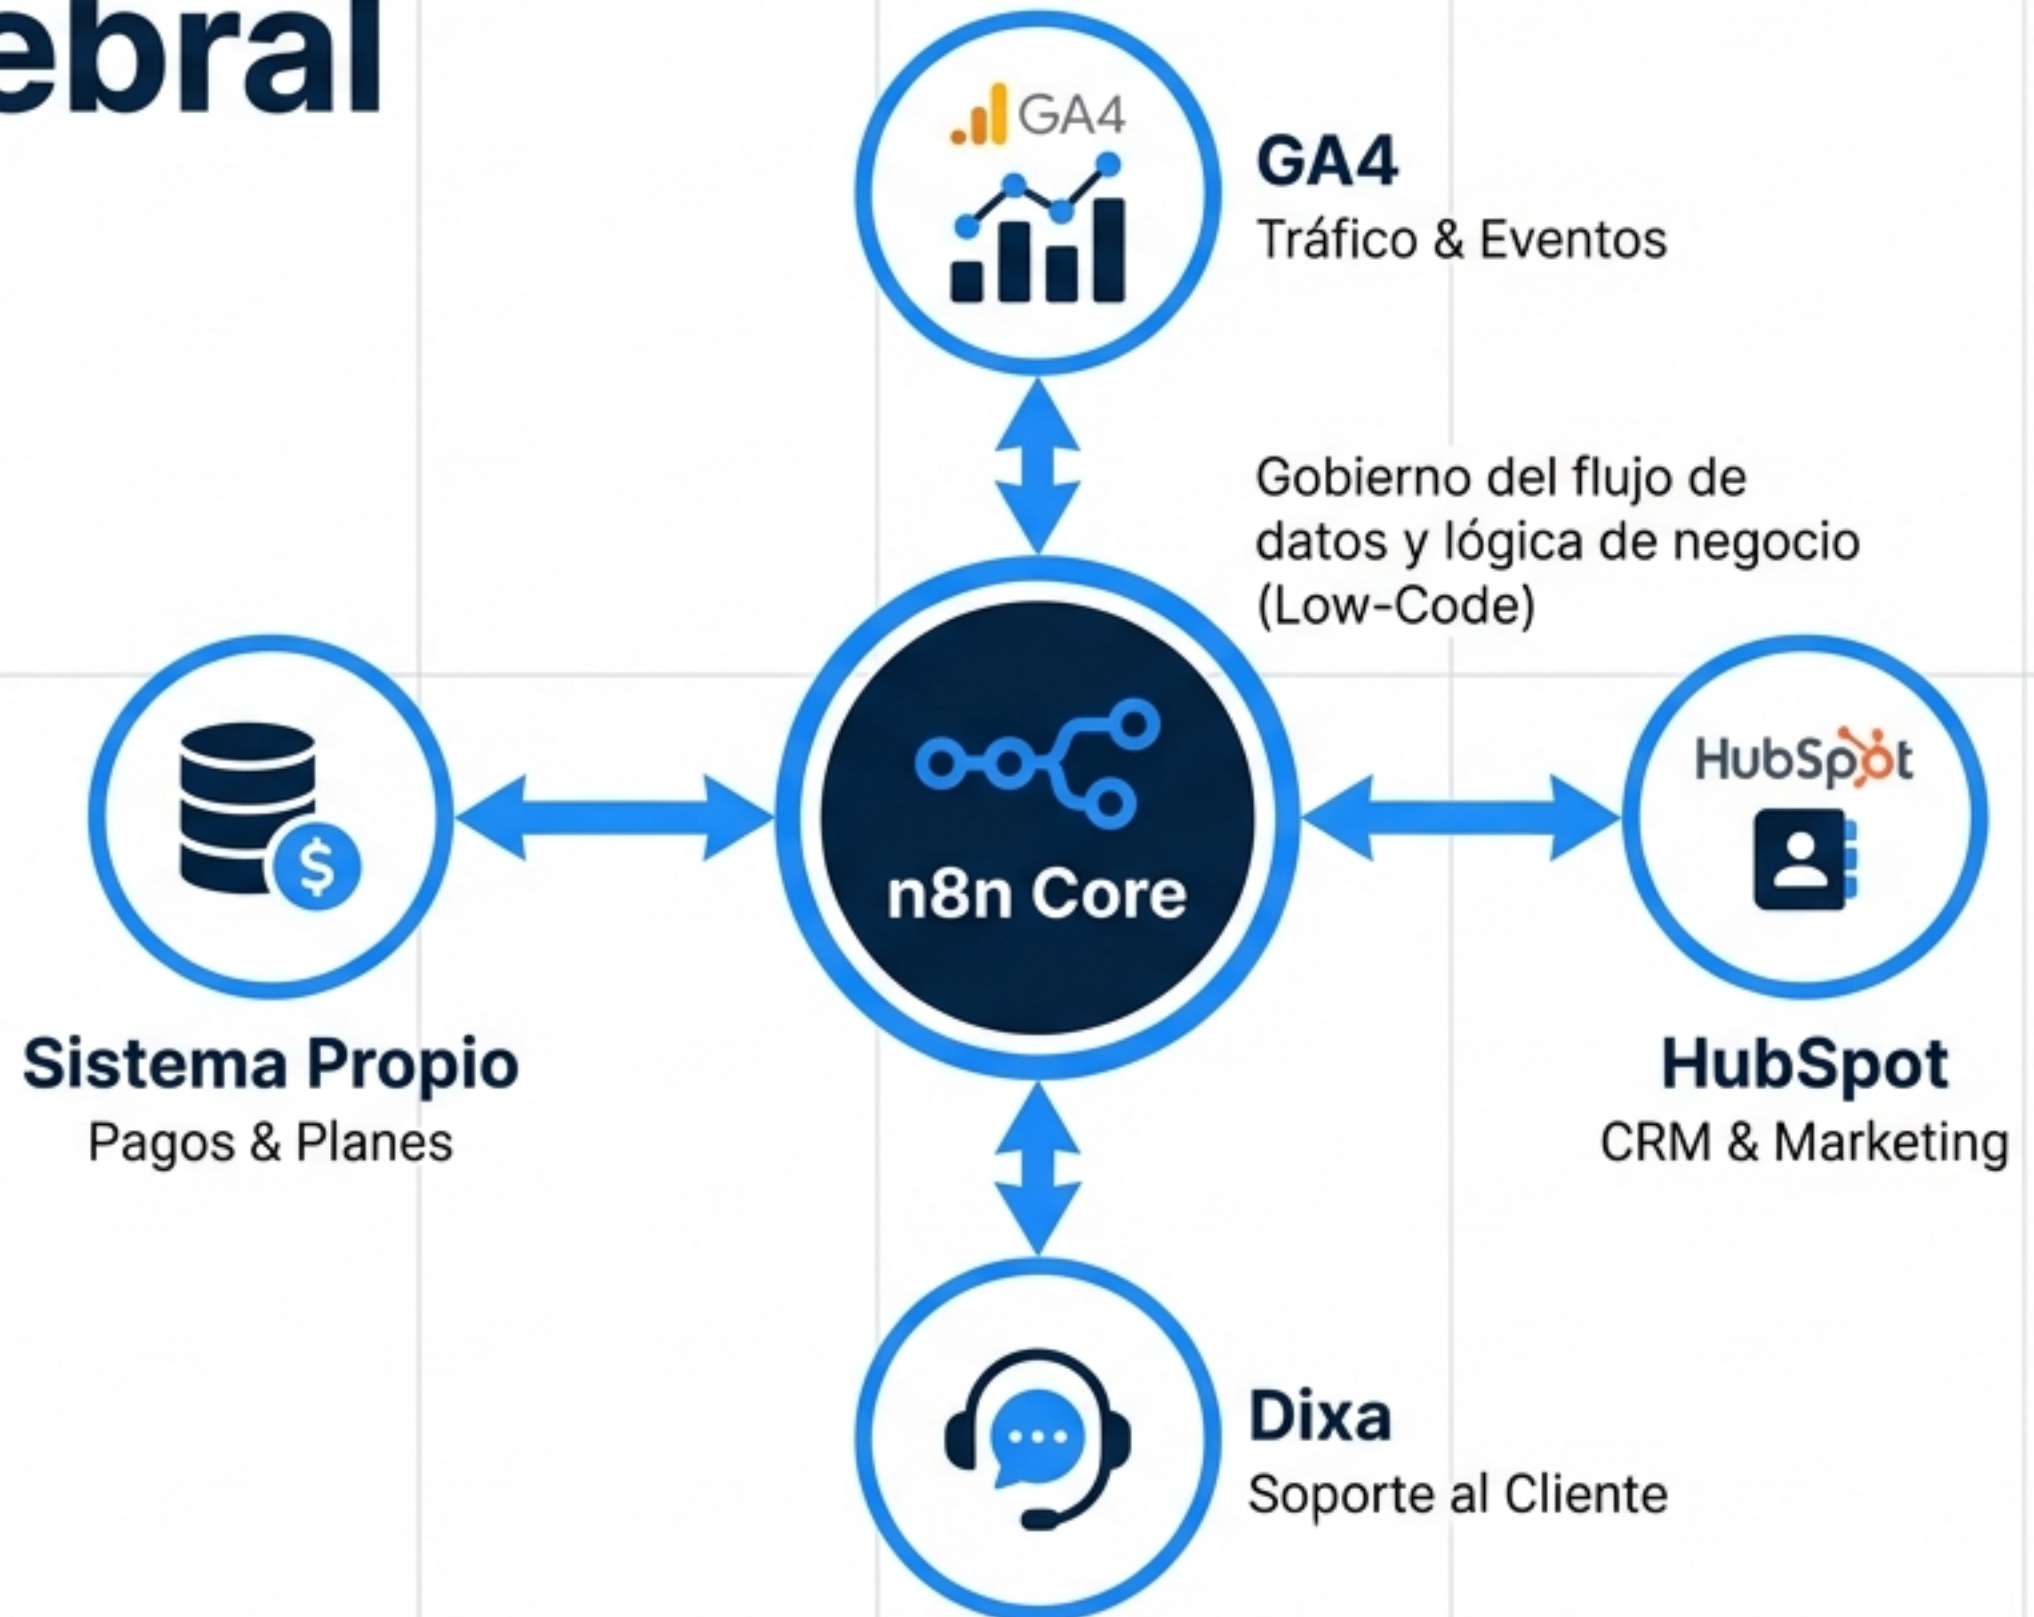 ebral
GA4
GA4
Tráfico & Eventos
Gobierno del flujo de
datos y lógica de negocio
(Low-Code)
$
n8n Core
HubSpot
Sistema Propio
Pagos & Planes
HubSpot
CRM & Marketing
Dixa
Soporte al Cliente